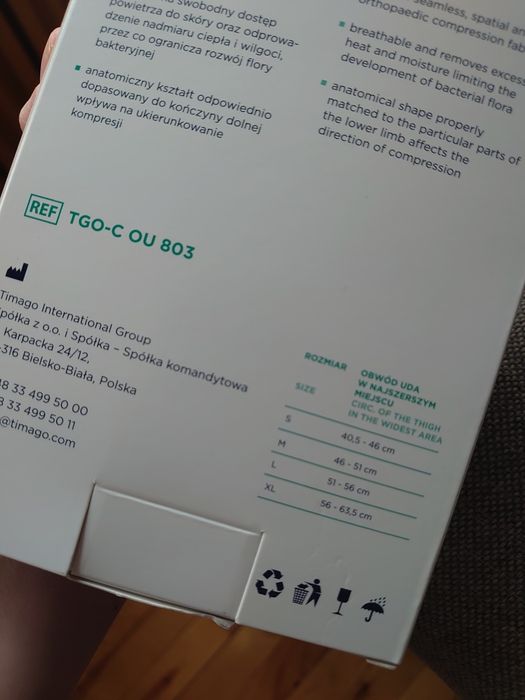 swobodny dostęp
powietrza do skóry oraz odprowa-
dzenie nadmiaru ciepła i wilgoci,
przez co ogranicza rozwój flory
bakteryjnej
▪ anatomiczny kształt odpowiednio
dopasowany do kończyny dolnej
wpływa na ukierunkowanie
kompresji
seamless, spatial
orthopaedic compression
▪ breathable and removes excess
heat and moisture limiting the
development of bacterial flora
▪ anatomical shape properly
matched to the particular parts of
the lower limb affects the
direction of compression
REF TGO-C OU 803
Timago International Group
Spółka z o.o. i Spółka – Spółka komandytowa
Karpacka 24/12,
-316 Bielsko-Biała, Polska
8 33 499 50 00
8 33 499 50 11
@timago.com
ROZMIAR OBWÓD UDA
W NAJSZERSZYM
MIEJSCU
SIZE CIRC. OF THE THIGH
IN THE WIDEST AREA
S 40,5 - 46 cm
M 46 - 51 cm
L 51 - 56 cm
XL 56 - 63,5 cm